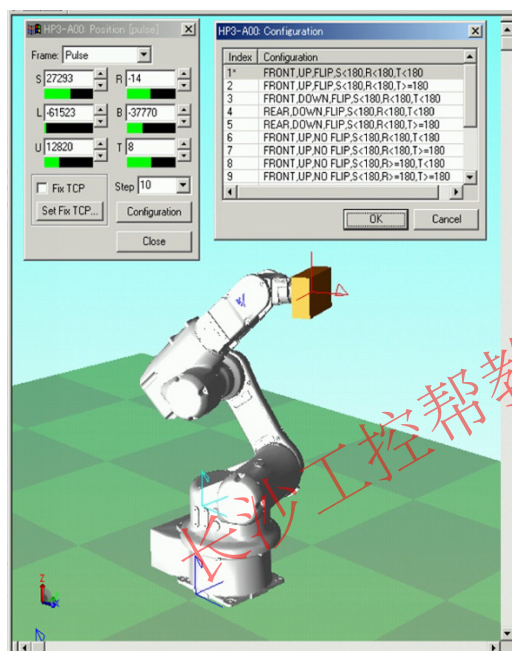 HP3-A00: Position [pulse]
Frame: Pulse
S 27293 R -14
L -61523 B -37770
U 12820 T 8
Fix TCP Step 10
Set Fix TCP... Configuration
Close
HP3-A00: Configuration
Index Configuration
1* FRONT,UP,FLIP,S<180,R<180,T<180
2 FRONT,UP,FLIP,S<180,R<180,T>=180
3 FRONT,DOWN,FLIP,S<180,R<180,T<180
4 REAR,DOWN,FLIP,S<180,R<180,T<180
5 REAR,DOWN,FLIP,S<180,R<180,T>=180
6 FRONT,UP,NO FLIP,S<180,R<180,T<180
7 FRONT,UP,NO FLIP,S<180,R<180,T>=180
8 FRONT,UP,NO FLIP,S<180,R>=180,T<180
9 FRONT,UP,NO FLIP,S<180,R>=180,T>=180
OK Cancel
长沙工控帮教
Z